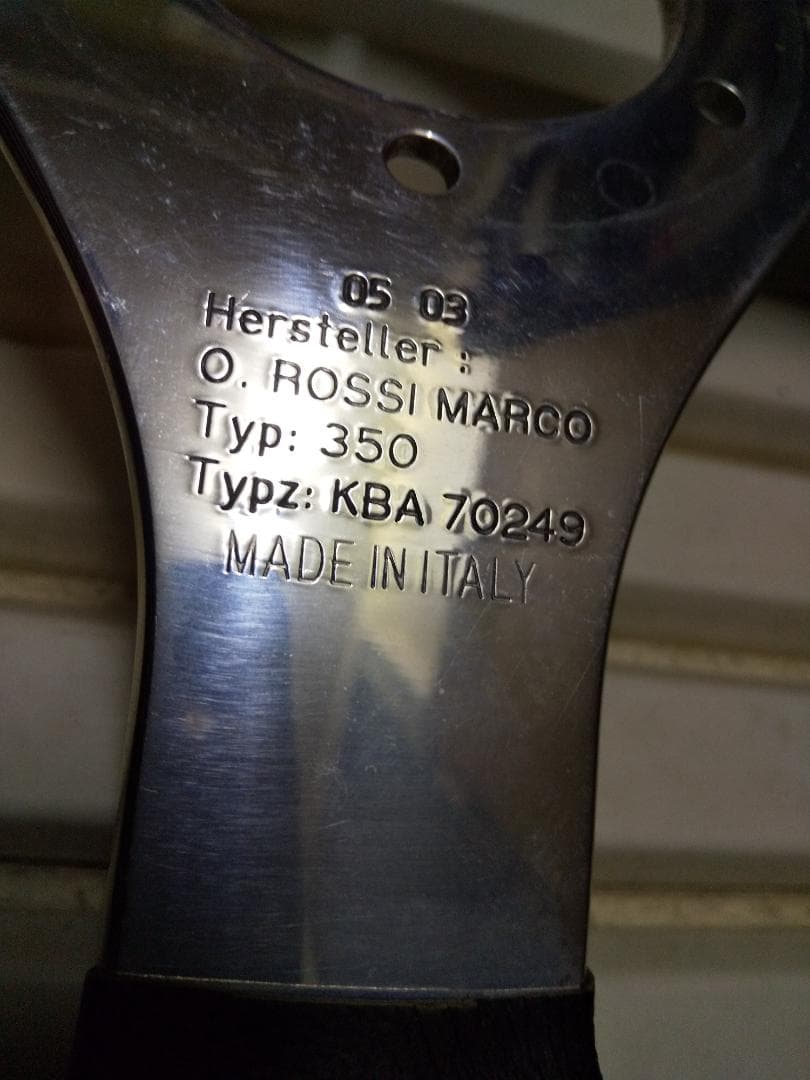 05 03
Hersteller :
O. ROSSI MARCO
Typ: 350
Typz: KBA 70249
MADE IN ITALY